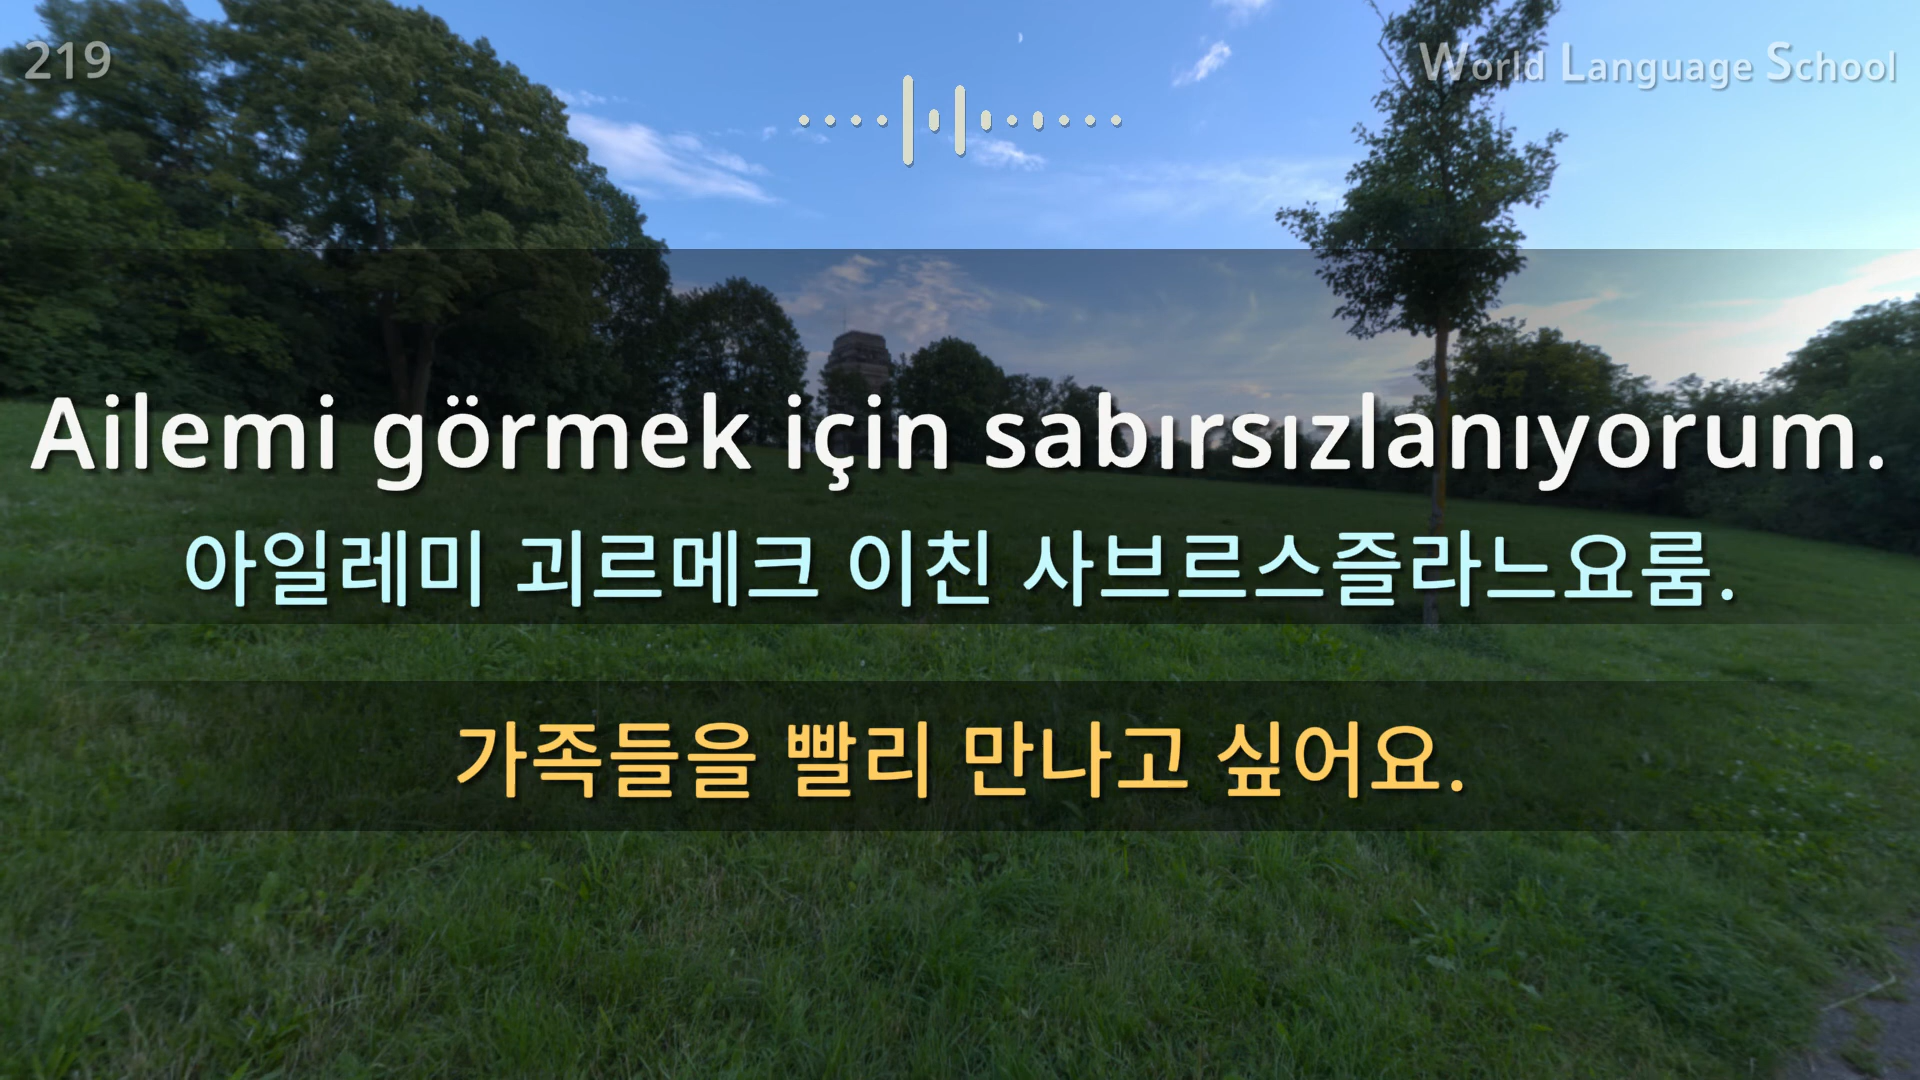 219
World Language School
Ailemi görmek için sabırsızlanıyorum.
아일레미 괴르메크 이친 사브르스즐라느요룸.
가족들을 빨리 만나고 싶어요.